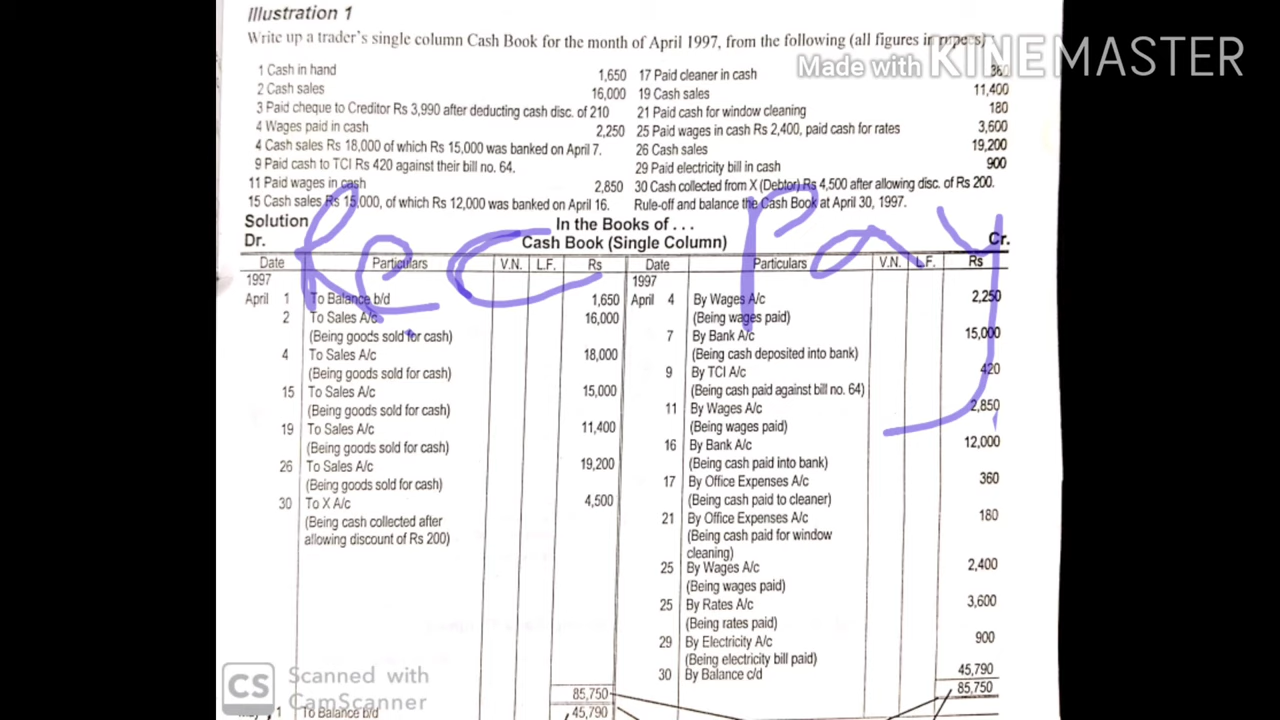 Illustration 1
Write up a trader's single column Cash Book for the month of April 1997, from the following (all figures in rupees)
Made with KINEMASTER
1 Cash in hand 1,650 17 Paid cleaner in cash 360
2 Cash sales 16,000 19 Cash sales 11,400
3 Paid cheque to Creditor Rs 3,990 after deducting cash disc. of 210 21 Paid cash for window cleaning 180
4 Wages paid in cash 2,250 25 Paid wages in cash Rs 2,400, paid cash for rates 3,600
4 Cash sales Rs 18,000 of which Rs 15,000 was banked on April 7. 26 Cash sales 19,200
9 Paid cash to TCI Rs 420 against their bill no. 64. 29 Paid electricity bill in cash 900
11 Paid wages in cash 2,850 30 Cash collected from X (Debtor) Rs 4,500 after allowing disc. of Rs 200.
15 Cash sales Rs 15,000, of which Rs 12,000 was banked on April 16. Rule-off and balance the Cash Book at April 30, 1997.
Solution In the Books of . . .
Dr. Cash Book (Single Column) Cr.
Rec Pay
Date Particulars V.N. L.F. Rs Date Particulars V.N. L.F. Rs
1997 1997
April 1 To Balance b/d 1,650 April 4 By Wages A/c 2,250
2 To Sales A/c 16,000 (Being wages paid)
(Being goods sold for cash) 7 By Bank A/c 15,000
4 To Sales A/c 18,000 (Being cash deposited into bank)
(Being goods sold for cash) 9 By TCI A/c 420
15 To Sales A/c 15,000 (Being cash paid against bill no. 64)
(Being goods sold for cash) 11 By Wages A/c 2,850
19 To Sales A/c 11,400 (Being wages paid)
(Being goods sold for cash) 16 By Bank A/c 12,000
26 To Sales A/c 19,200 (Being cash paid into bank)
(Being goods sold for cash) 17 By Office Expenses A/c 360
30 To X A/c 4,500 (Being cash paid to cleaner)
(Being cash collected after 21 By Office Expenses A/c 180
allowing discount of Rs 200) (Being cash paid for window
cleaning)
25 By Wages A/c 2,400
(Being wages paid)
25 By Rates A/c 3,600
(Being rates paid)
29 By Electricity A/c 900
(Being electricity bill paid)
30 By Balance c/d 45,790
85,750 85,750
1 To Balance b/d 45,790
CS Scanned with
CamScanner